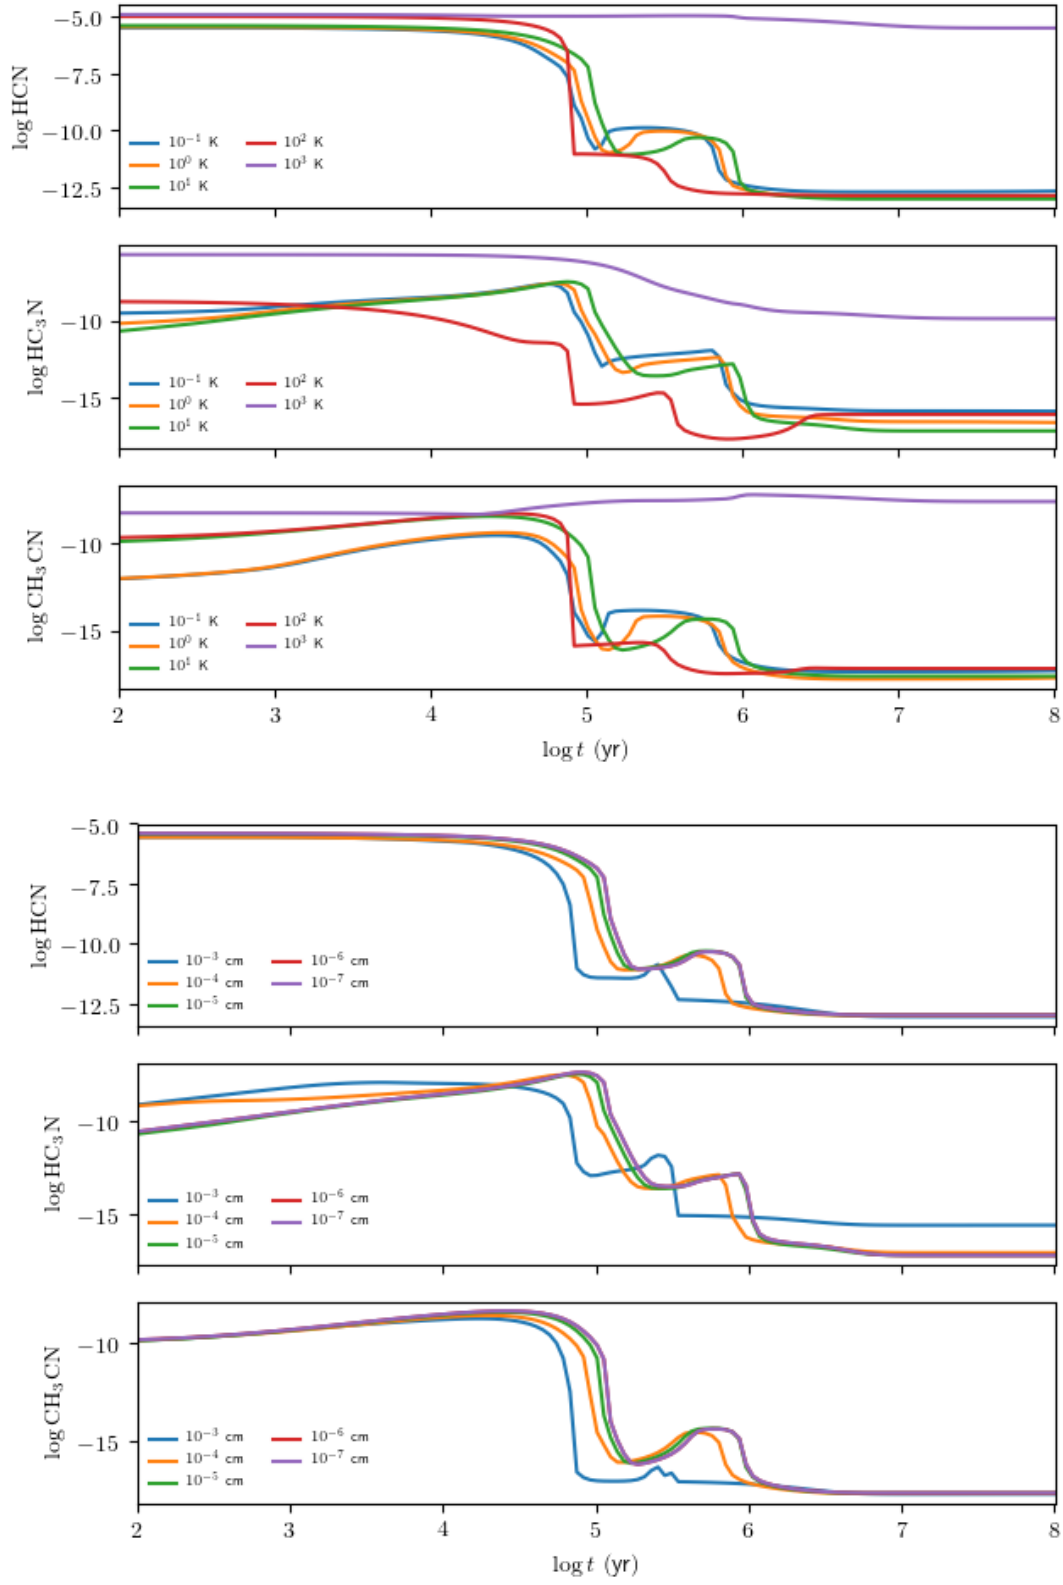 −5.0
−7.5
−10.0
−12.5
log HCN
10⁻¹ K
10⁰ K
10¹ K
10² K
10³ K
−10
−15
log HC₃N
10⁻¹ K
10⁰ K
10¹ K
10² K
10³ K
−10
−15
log CH₃CN
10⁻¹ K
10⁰ K
10¹ K
10² K
10³ K
2 3 4 5 6 7 8
log t (yr)
−5.0
−7.5
−10.0
−12.5
log HCN
10⁻³ cm
10⁻⁴ cm
10⁻⁵ cm
10⁻⁶ cm
10⁻⁷ cm
−10
−15
log HC₃N
10⁻³ cm
10⁻⁴ cm
10⁻⁵ cm
10⁻⁶ cm
10⁻⁷ cm
−10
−15
log CH₃CN
10⁻³ cm
10⁻⁴ cm
10⁻⁵ cm
10⁻⁶ cm
10⁻⁷ cm
2 3 4 5 6 7 8
log t (yr)